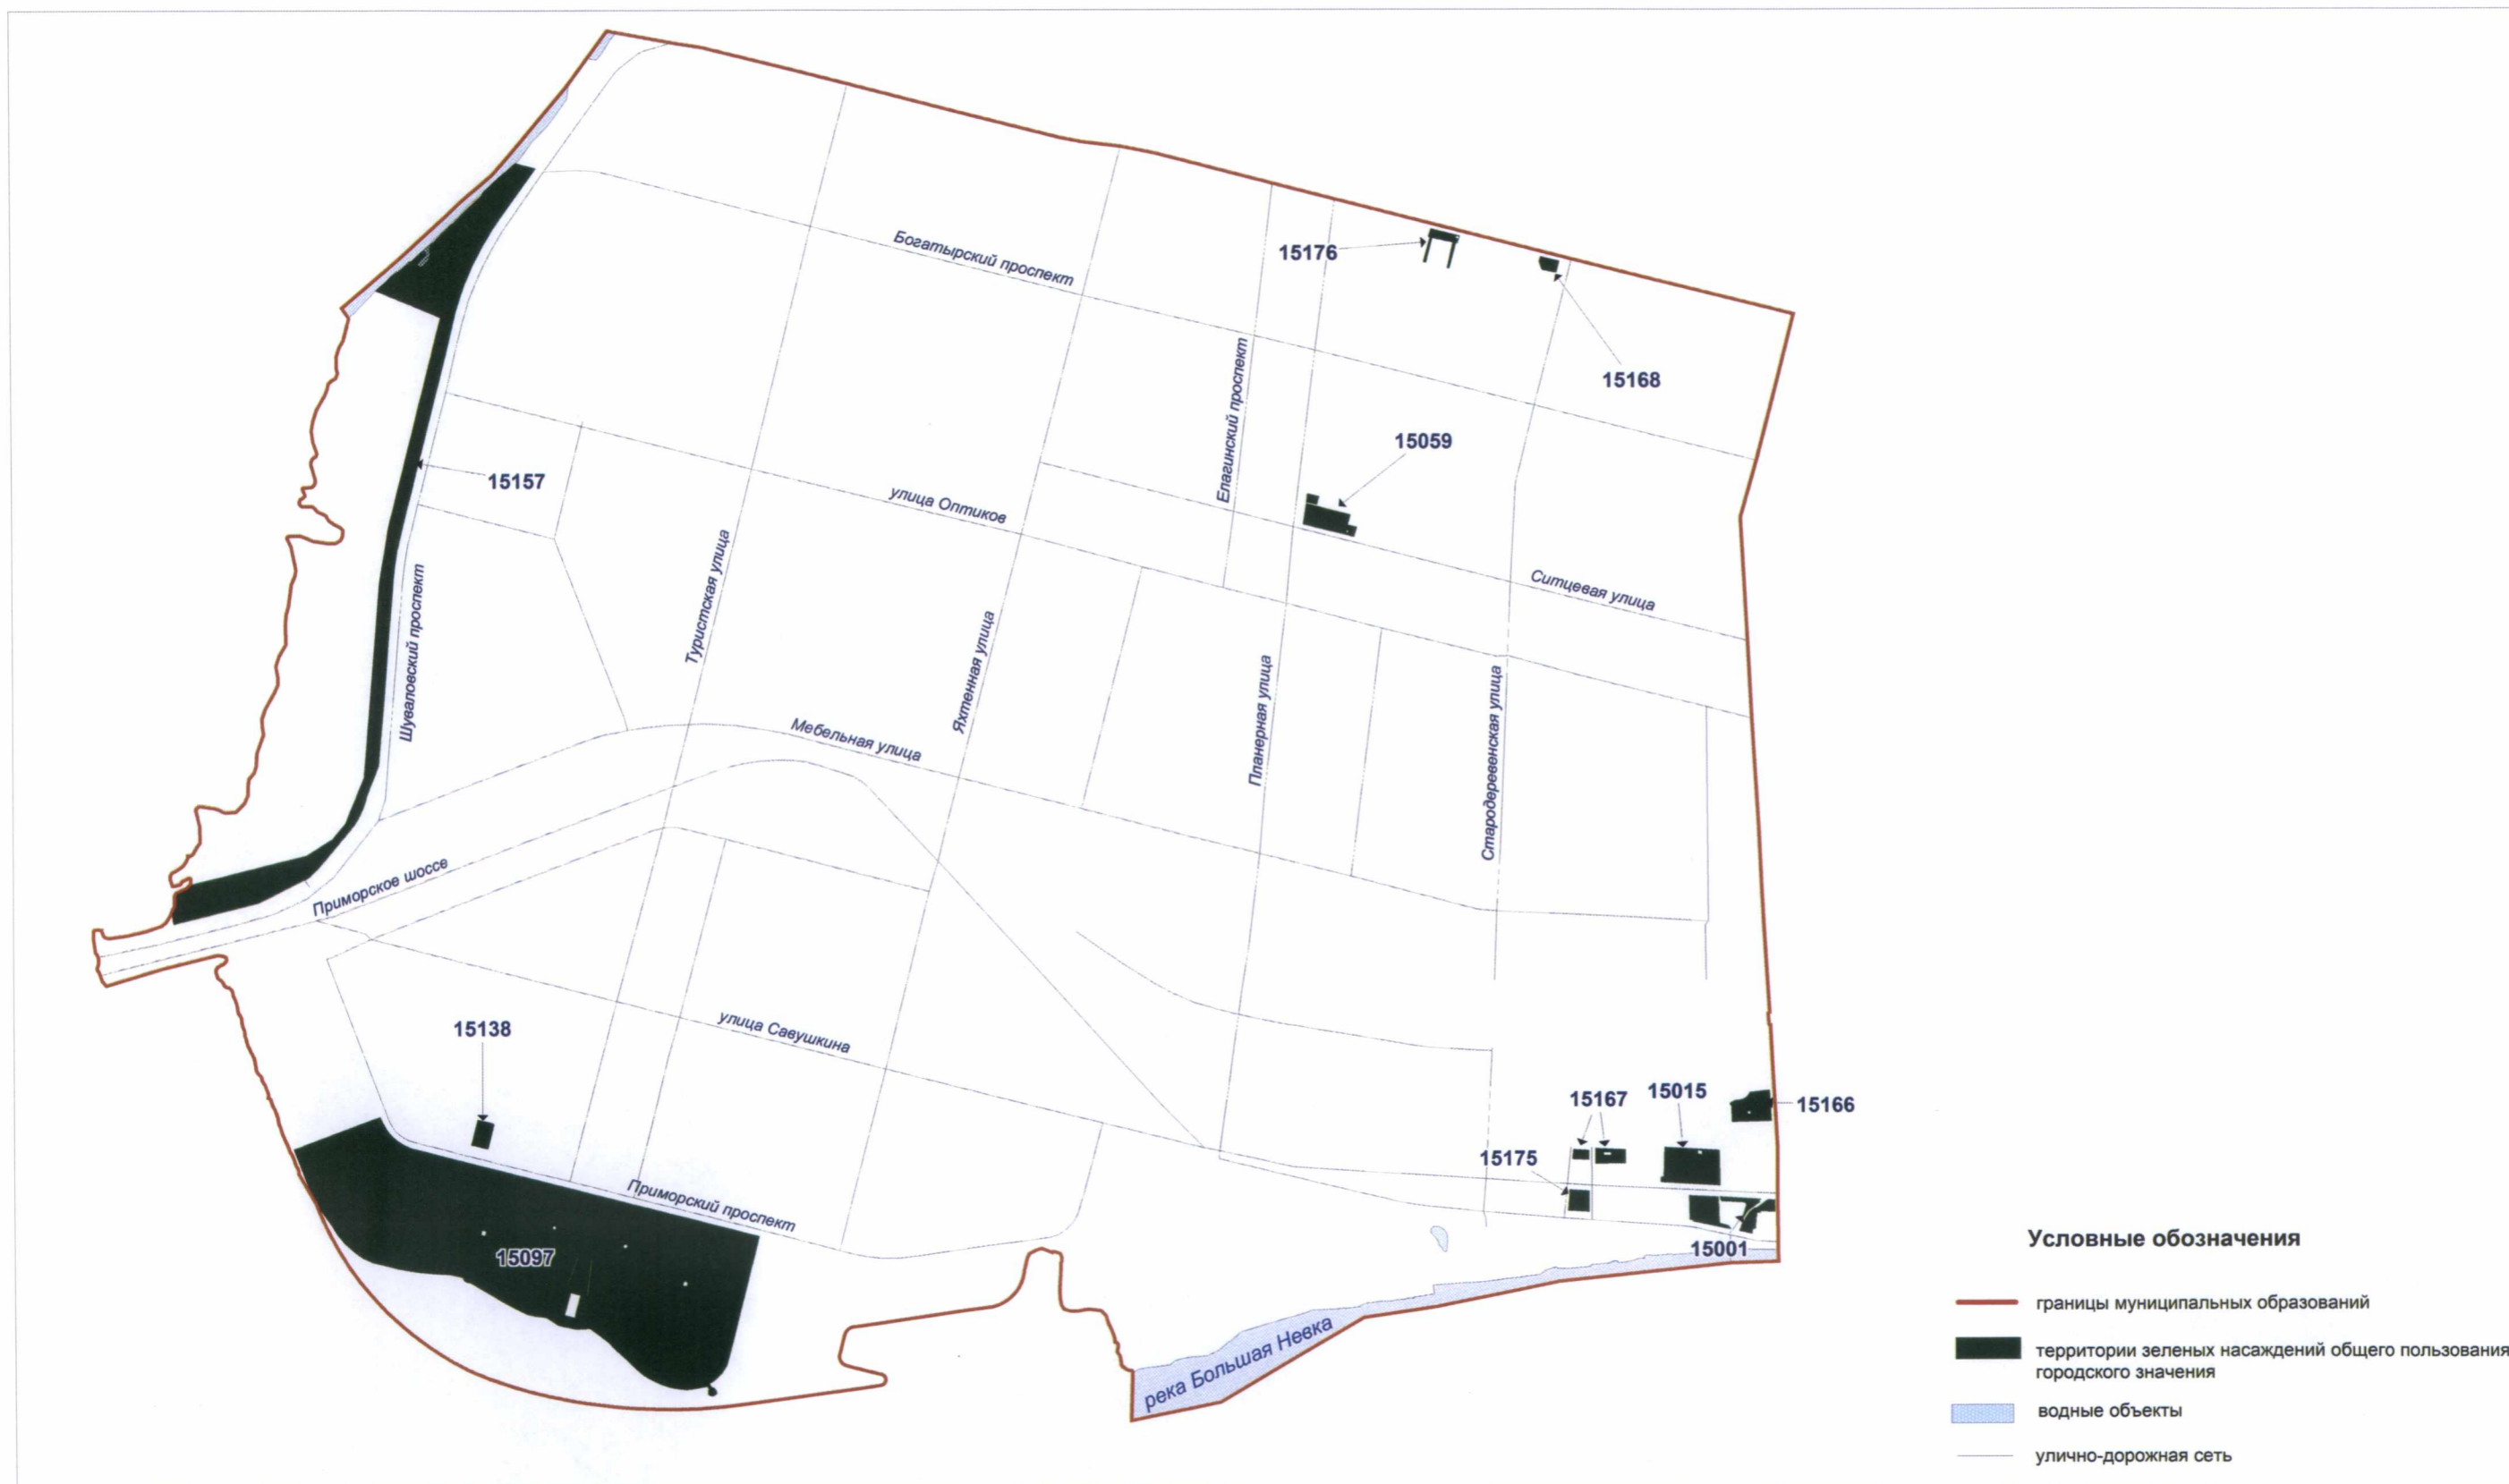 Богатырский проспект
15176
15168
Елагинский проспект
15059
15157
улица Оптиков
Ситцевая улица
Шуваловский проспект
Туристская улица
Яхтенная улица
Планерная улица
Стародеревенская улица
Мебельная улица
Приморское шоссе
15138
улица Савушкина
15167
15015
15166
15175
Приморский проспект
15097
15001
река Большая Невка
Условные обозначения
границы муниципальных образований
территории зеленых насаждений общего пользования
городского значения
водные объекты
улично-дорожная сеть